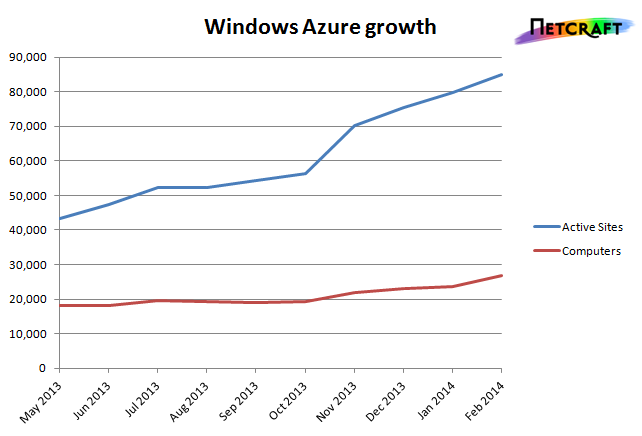 Windows Azure growth
NETCRAFT
90,000
80,000
70,000
60,000
50,000
40,000
30,000
20,000
10,000
0
Active Sites
Computers
May 2013
Jun 2013
Jul 2013
Aug 2013
Sep 2013
Oct 2013
Nov 2013
Dec 2013
Jan 2014
Feb 2014